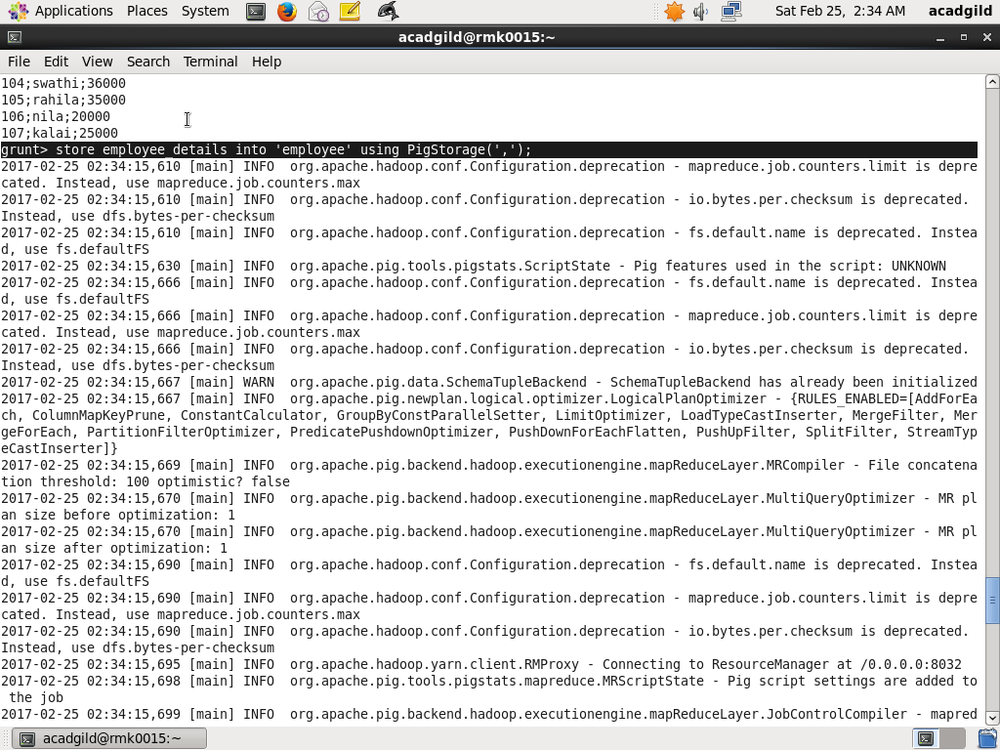 Applications Places System Sat Feb 25, 2:34 AM acadgild
acadgild@rmk0015:~
File Edit View Search Terminal Help
104;swathi;36000
105;rahila;35000
106;nila;20000
107;kalai;25000
grunt> store employee_details into 'employee' using PigStorage(',');
2017-02-25 02:34:15,610 [main] INFO  org.apache.hadoop.conf.Configuration.deprecation - mapreduce.job.counters.limit is depre
cated. Instead, use mapreduce.job.counters.max
2017-02-25 02:34:15,610 [main] INFO  org.apache.hadoop.conf.Configuration.deprecation - io.bytes.per.checksum is deprecated.
Instead, use dfs.bytes-per-checksum
2017-02-25 02:34:15,610 [main] INFO  org.apache.hadoop.conf.Configuration.deprecation - fs.default.name is deprecated. Instea
d, use fs.defaultFS
2017-02-25 02:34:15,630 [main] INFO  org.apache.pig.tools.pigstats.ScriptState - Pig features used in the script: UNKNOWN
2017-02-25 02:34:15,666 [main] INFO  org.apache.hadoop.conf.Configuration.deprecation - fs.default.name is deprecated. Instea
d, use fs.defaultFS
2017-02-25 02:34:15,666 [main] INFO  org.apache.hadoop.conf.Configuration.deprecation - mapreduce.job.counters.limit is depre
cated. Instead, use mapreduce.job.counters.max
2017-02-25 02:34:15,666 [main] INFO  org.apache.hadoop.conf.Configuration.deprecation - io.bytes.per.checksum is deprecated.
Instead, use dfs.bytes-per-checksum
2017-02-25 02:34:15,667 [main] WARN  org.apache.pig.data.SchemaTupleBackend - SchemaTupleBackend has already been initialized
2017-02-25 02:34:15,667 [main] INFO  org.apache.pig.newplan.logical.optimizer.LogicalPlanOptimizer - {RULES_ENABLED=[AddForEa
ch, ColumnMapKeyPrune, ConstantCalculator, GroupByConstParallelSetter, LimitOptimizer, LoadTypeCastInserter, MergeFilter, Mer
geForEach, PartitionFilterOptimizer, PredicatePushdownOptimizer, PushDownForEachFlatten, PushUpFilter, SplitFilter, StreamTyp
eCastInserter]}
2017-02-25 02:34:15,669 [main] INFO  org.apache.pig.backend.hadoop.executionengine.mapReduceLayer.MRCompiler - File concatena
tion threshold: 100 optimistic? false
2017-02-25 02:34:15,670 [main] INFO  org.apache.pig.backend.hadoop.executionengine.mapReduceLayer.MultiQueryOptimizer - MR pl
an size before optimization: 1
2017-02-25 02:34:15,670 [main] INFO  org.apache.pig.backend.hadoop.executionengine.mapReduceLayer.MultiQueryOptimizer - MR pl
an size after optimization: 1
2017-02-25 02:34:15,690 [main] INFO  org.apache.hadoop.conf.Configuration.deprecation - fs.default.name is deprecated. Instea
d, use fs.defaultFS
2017-02-25 02:34:15,690 [main] INFO  org.apache.hadoop.conf.Configuration.deprecation - mapreduce.job.counters.limit is depre
cated. Instead, use mapreduce.job.counters.max
2017-02-25 02:34:15,690 [main] INFO  org.apache.hadoop.conf.Configuration.deprecation - io.bytes.per.checksum is deprecated.
Instead, use dfs.bytes-per-checksum
2017-02-25 02:34:15,695 [main] INFO  org.apache.hadoop.yarn.client.RMProxy - Connecting to ResourceManager at /0.0.0.0:8032
2017-02-25 02:34:15,698 [main] INFO  org.apache.pig.tools.pigstats.mapreduce.MRScriptState - Pig script settings are added to
 the job
2017-02-25 02:34:15,699 [main] INFO  org.apache.pig.backend.hadoop.executionengine.mapReduceLayer.JobControlCompiler - mapred
acadgild@rmk0015:~